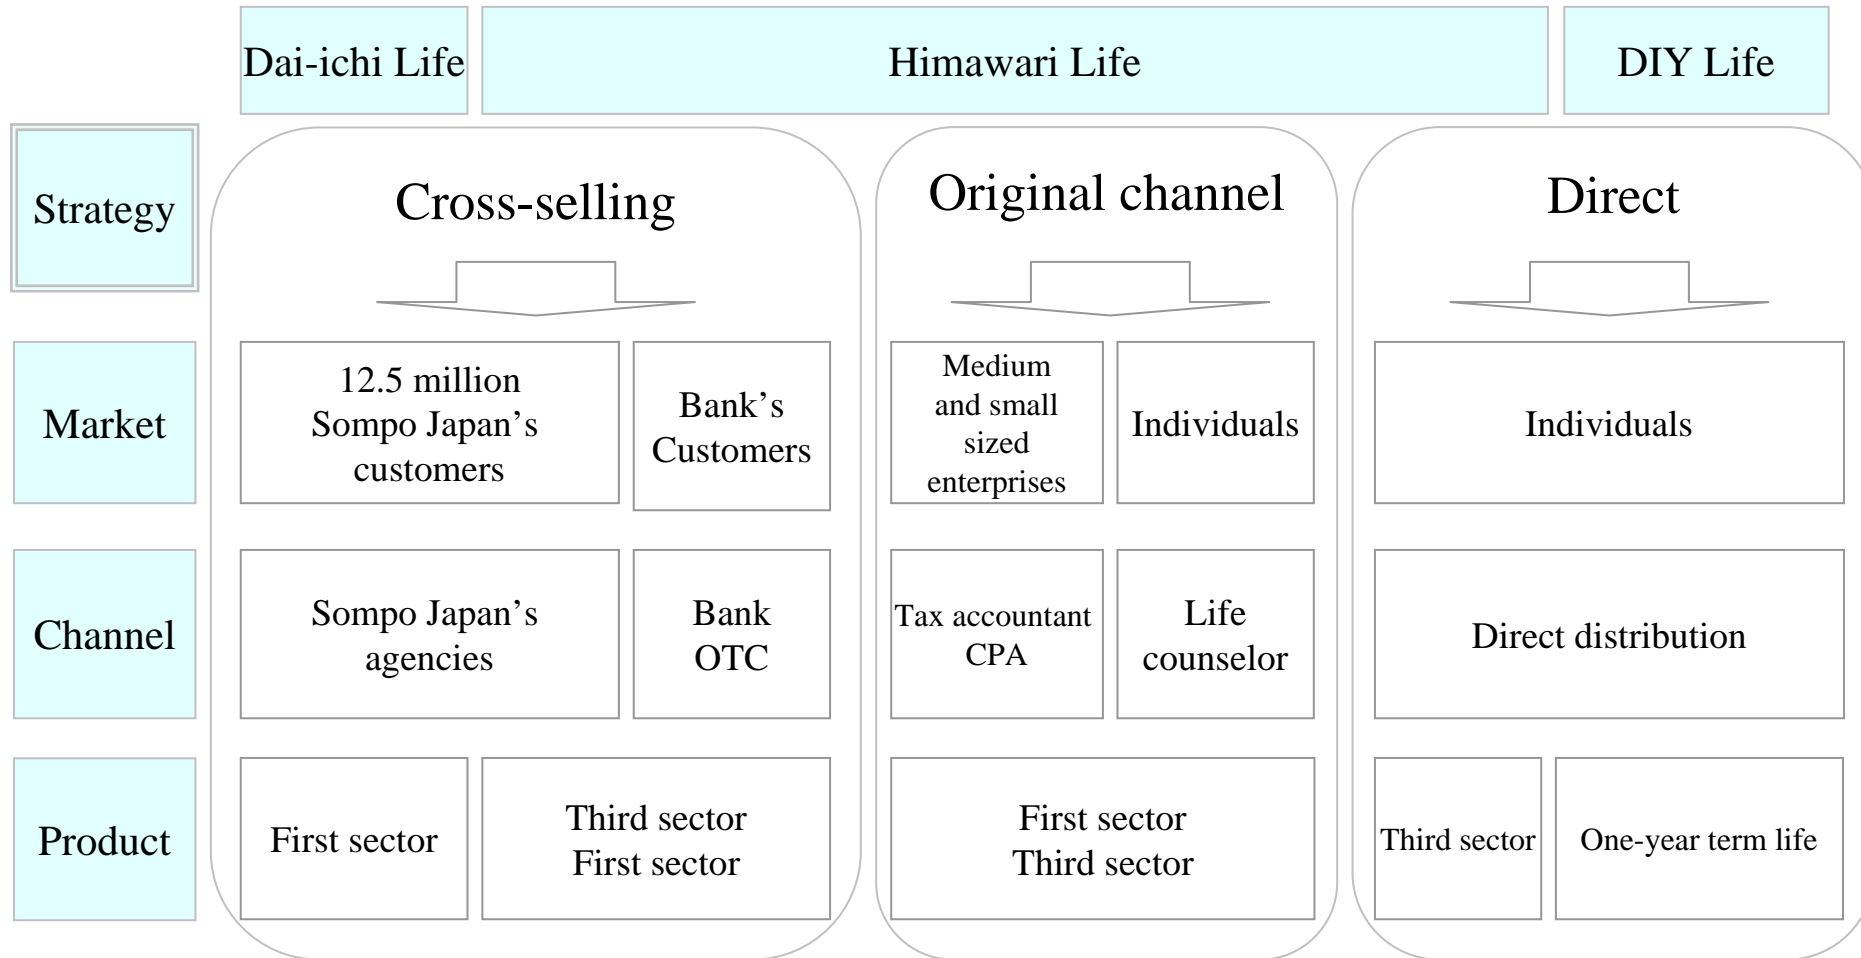 Dai-ichi Life
Himawari Life
DIY Life
Strategy
Cross-selling
Original channel
Direct
Market
12.5 million
Sompo Japan’s
customers
Bank’s
Customers
Medium
and small
sized
enterprises
Individuals
Individuals
Channel
Sompo Japan’s
agencies
Bank
OTC
Tax accountant
CPA
Life
counselor
Direct distribution
Product
First sector
Third sector
First sector
First sector
Third sector
Third sector
One-year term life